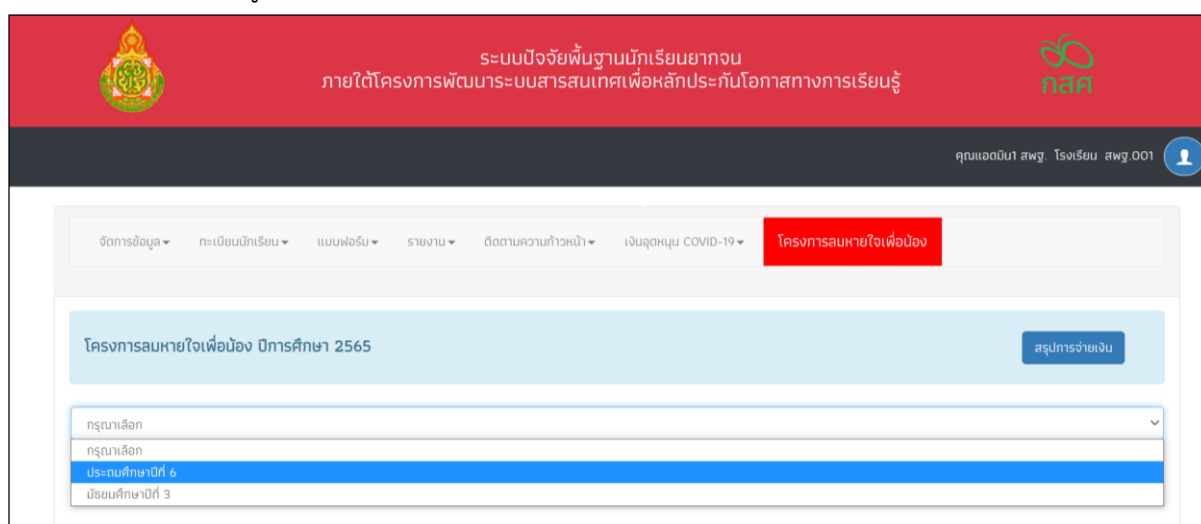 ระบบปัจจัยพื้นฐานนักเรียนยากจน
ภายใต้โครงการพัฒนาระบบสารสนเทศเพื่อหลักประกันโอกาสทางการเรียนรู้
กสศ
คุณแอดมิน1 สพฐ. โรงเรียน สพฐ.001
จัดการข้อมูล ทะเบียนนักเรียน แบบฟอร์ม รายงาน ติดตามความก้าวหน้า เงินอุดหนุน COVID-19 โครงการลมหายใจเพื่อน้อง
โครงการลมหายใจเพื่อน้อง ปีการศึกษา 2565
สรุปการจ่ายเงิน
กรุณาเลือก
กรุณาเลือก
ประถมศึกษาปีที่ 6
มัธยมศึกษาปีที่ 3